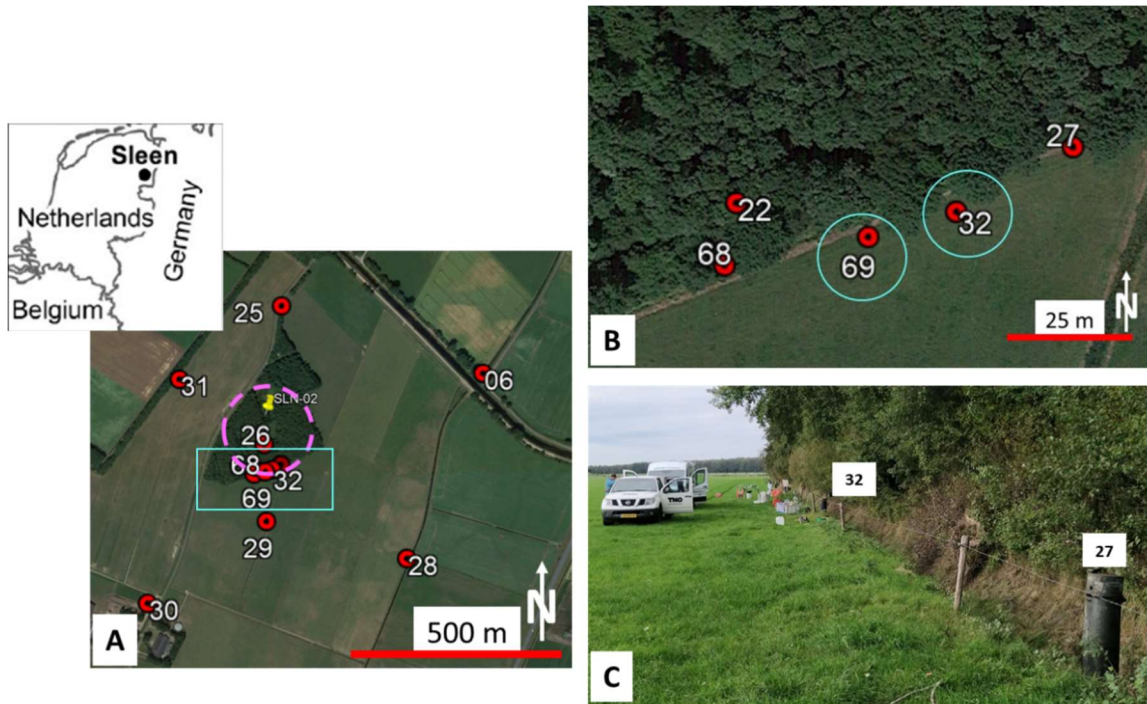 Sleen
Netherlands
Germany
Belgium
25
31
06
SLN-02
26
68
32
69
29
28
30
A
500 m
N
27
22
32
68
69
B
25 m
N
32
27
TNO
C